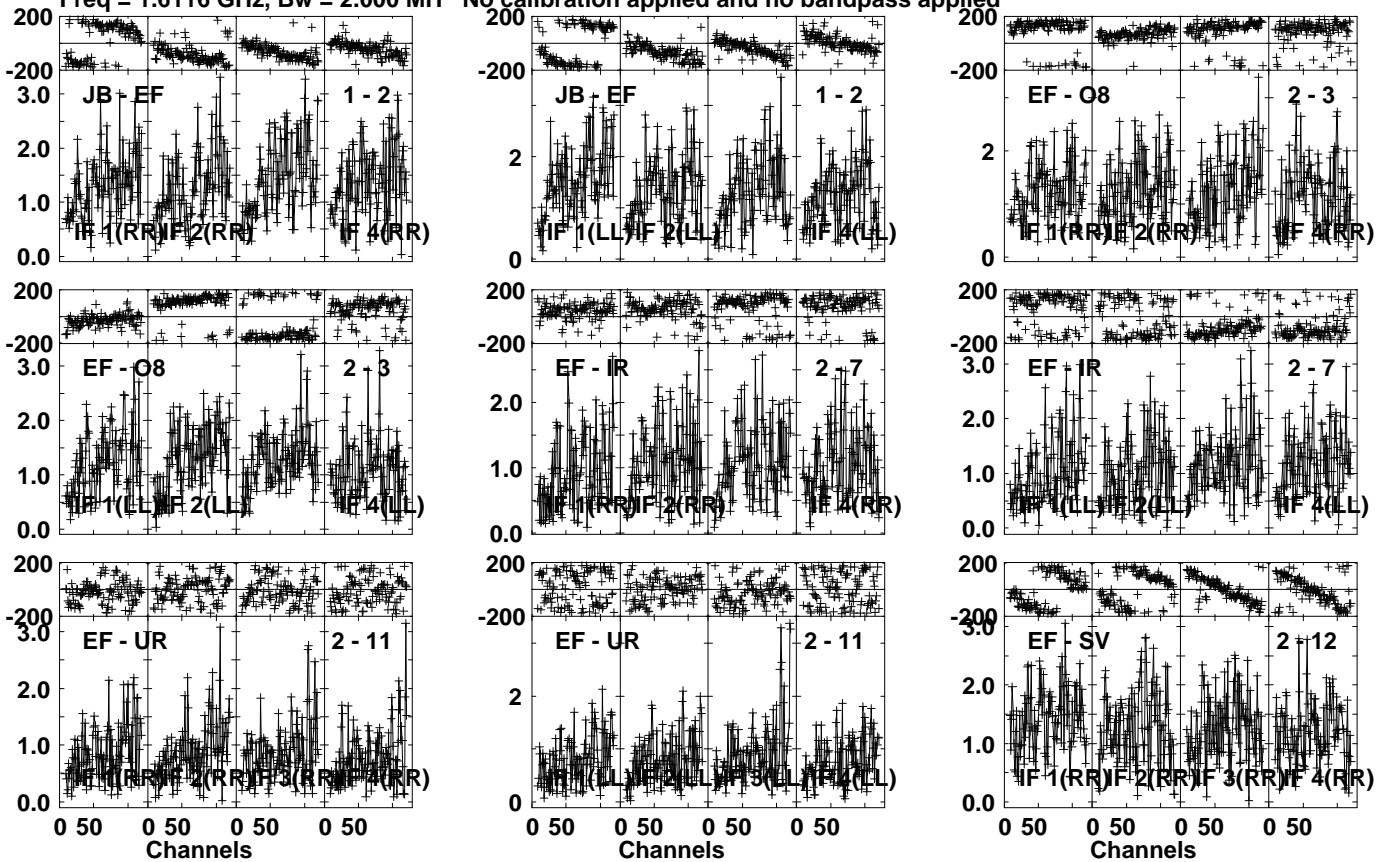 Freq = 1.6116 GHz, Bw = 2.000 MH No calibration applied and no bandpass applied
200
-200
3.0
2.0
1.0
0.0
JB - EF 1 - 2
IF 1(RR) IF 2(RR) IF 4(RR)
2
0
JB - EF 1 - 2
IF 1(LL) IF 2(LL) IF 4(LL)
200
-200
2
0
EF - O8 2 - 3
IF 1(RR) IF 2(RR) IF 4(RR)
200
-200
3.0
2.0
1.0
0.0
EF - O8 2 - 3
IF 1(LL) IF 2(LL) IF 4(LL)
200
-200
2.0
1.0
0.0
EF - IR 2 - 7
IF 1(RR) IF 2(RR) IF 4(RR)
200
-200
3.0
2.0
1.0
0.0
EF - IR 2 - 7
IF 1(LL) IF 2(LL) IF 4(LL)
200
-200
3.0
2.0
1.0
0.0
EF - UR 2 - 11
IF 1(RR) IF 2(RR) IF 3(RR) IF 4(RR)
0 50 0 50 0 50 0 50
Channels
200
-200
2
0
EF - UR 2 - 11
IF 1(LL) IF 2(LL) IF 3(LL) IF 4(LL)
0 50 0 50 0 50 0 50
Channels
200
-200
3.0
2.0
1.0
0.0
EF - SV 2 - 12
IF 1(RR) IF 2(RR) IF 3(RR) IF 4(RR)
0 50 0 50 0 50 0 50
Channels